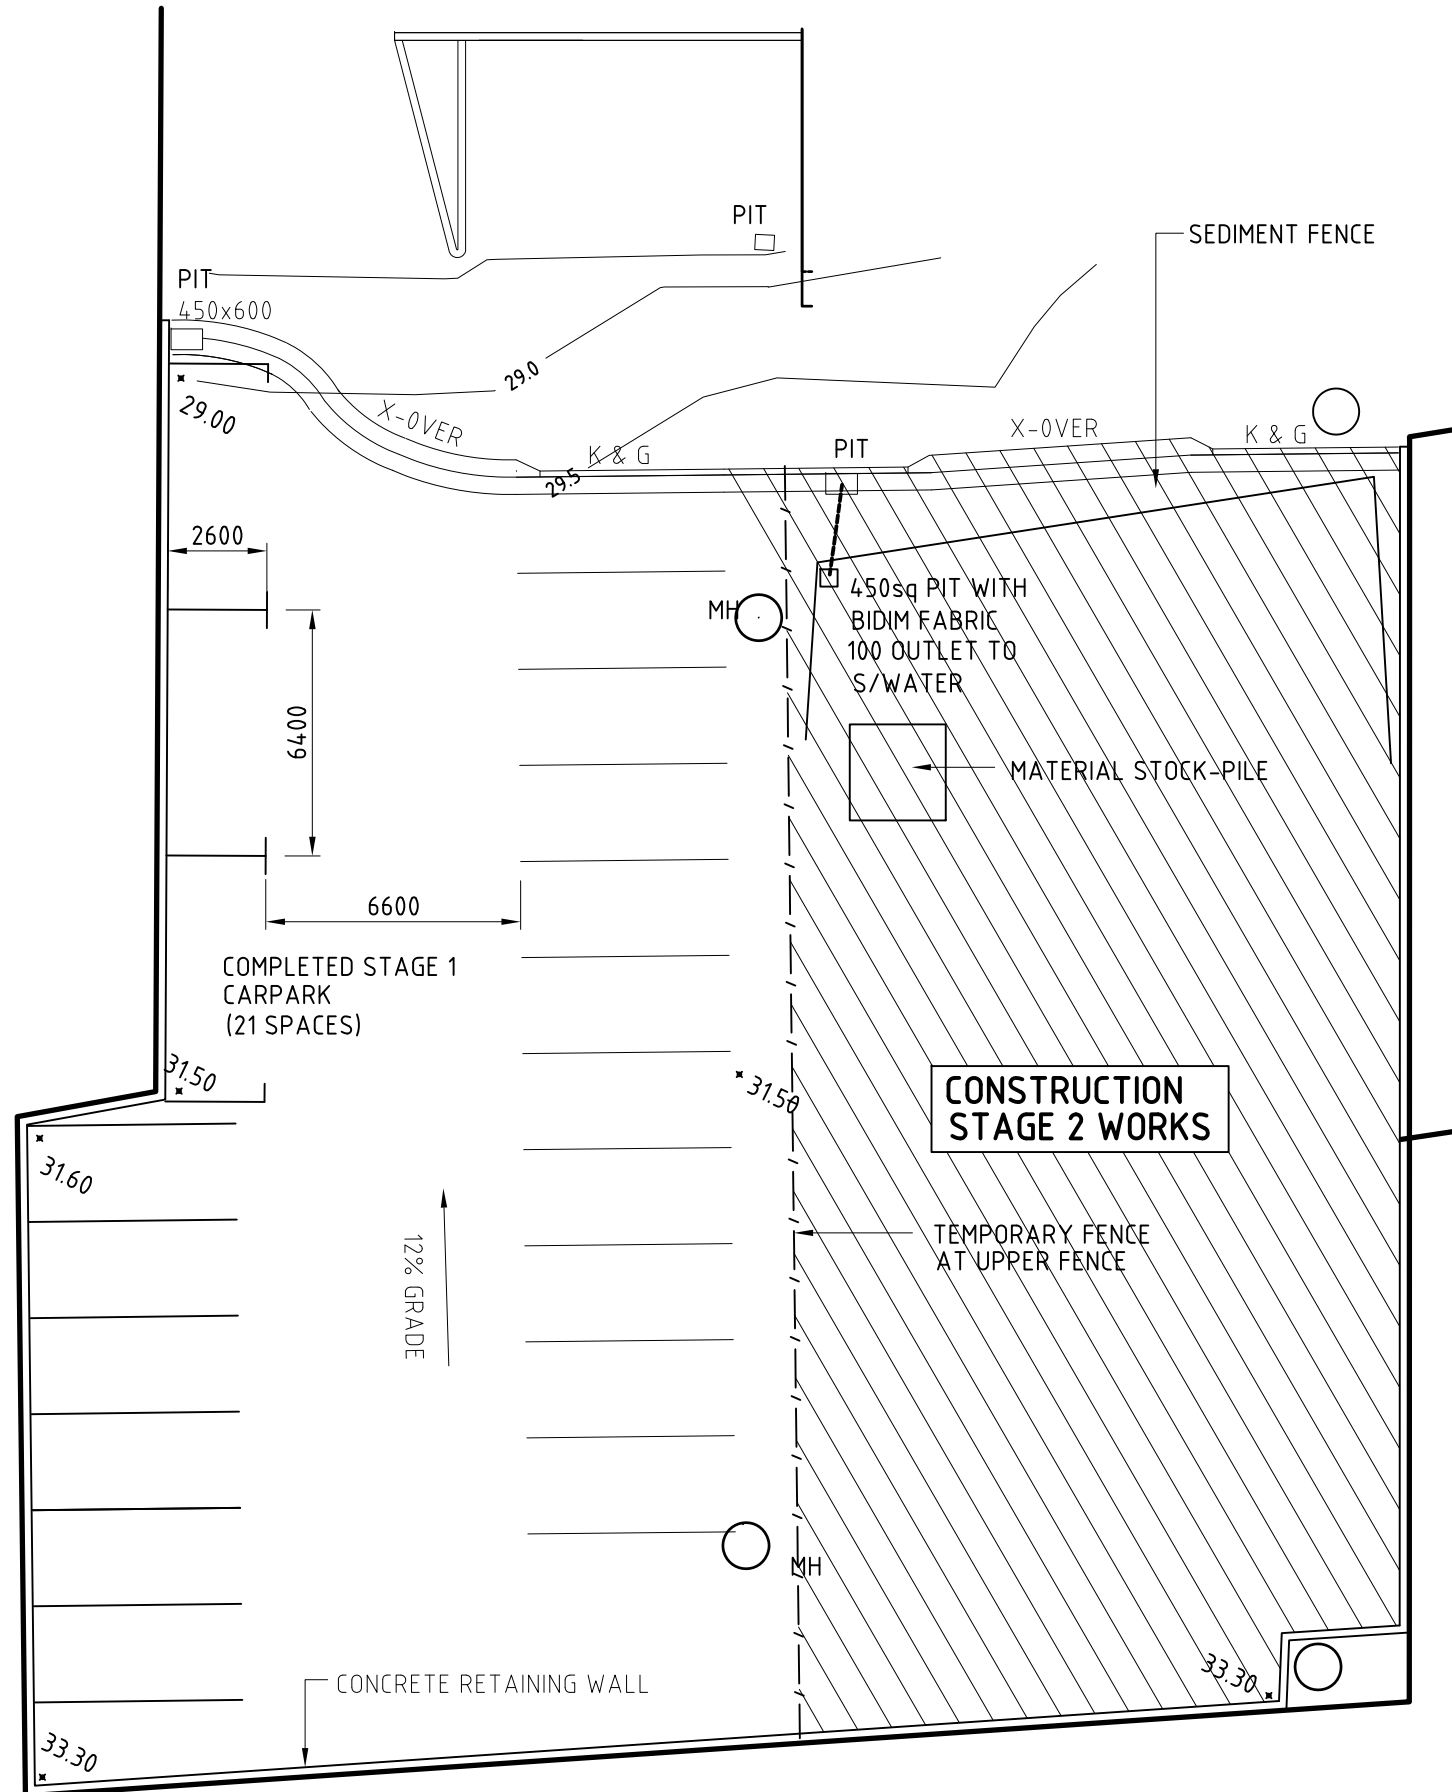 PIT
SEDIMENT FENCE
PIT
450x600
29.0
29.00
X-OVER
K & G
29.5
PIT
X-OVER
K & G
2600
450sq PIT WITH
BIDIM FABRIC
100 OUTLET TO
S/WATER
MH
6400
MATERIAL STOCK-PILE
6600
COMPLETED STAGE 1
CARPARK
(21 SPACES)
31.50
31.50
CONSTRUCTION
STAGE 2 WORKS
31.60
12% GRADE
TEMPORARY FENCE
AT UPPER FENCE
MH
CONCRETE RETAINING WALL
33.30
33.30